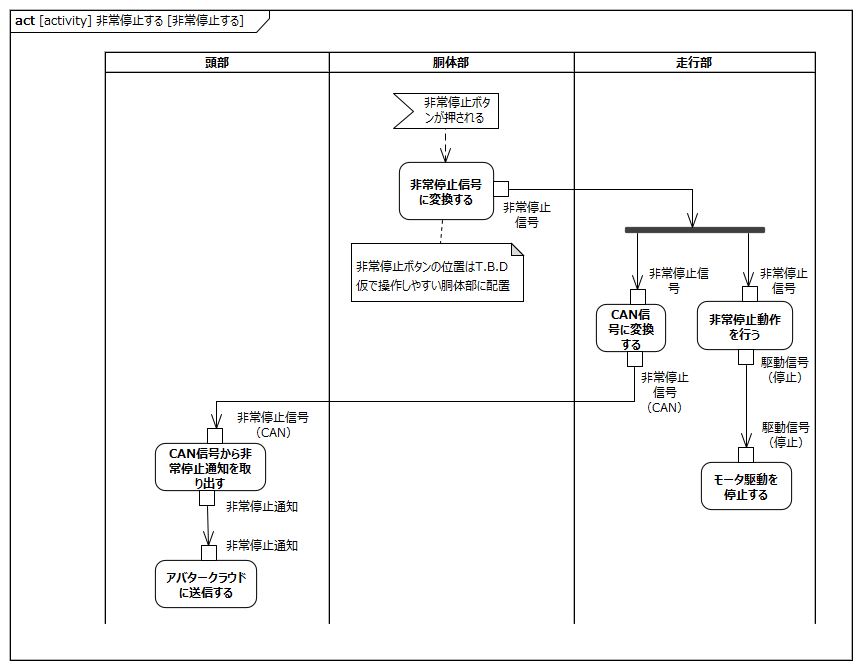 act [activity] 非常停止する [非常停止する]
頭部
胴体部
走行部
非常停止ボタ
ンが押される
非常停止信号
に変換する
非常停止
信号
非常停止ボタンの位置はT.B.D
仮で操作しやすい胴体部に配置
非常停止信
号
非常停止
信号
CAN信
号に変換
する
非常停止動作
を行う
駆動信号
（停止）
非常停止
信号
（CAN）
非常停止信号
（CAN）
駆動信号
（停止）
CAN信号から非
常停止通知を取
り出す
モータ駆動を
停止する
非常停止通知
非常停止通知
アバタークラウド
に送信する